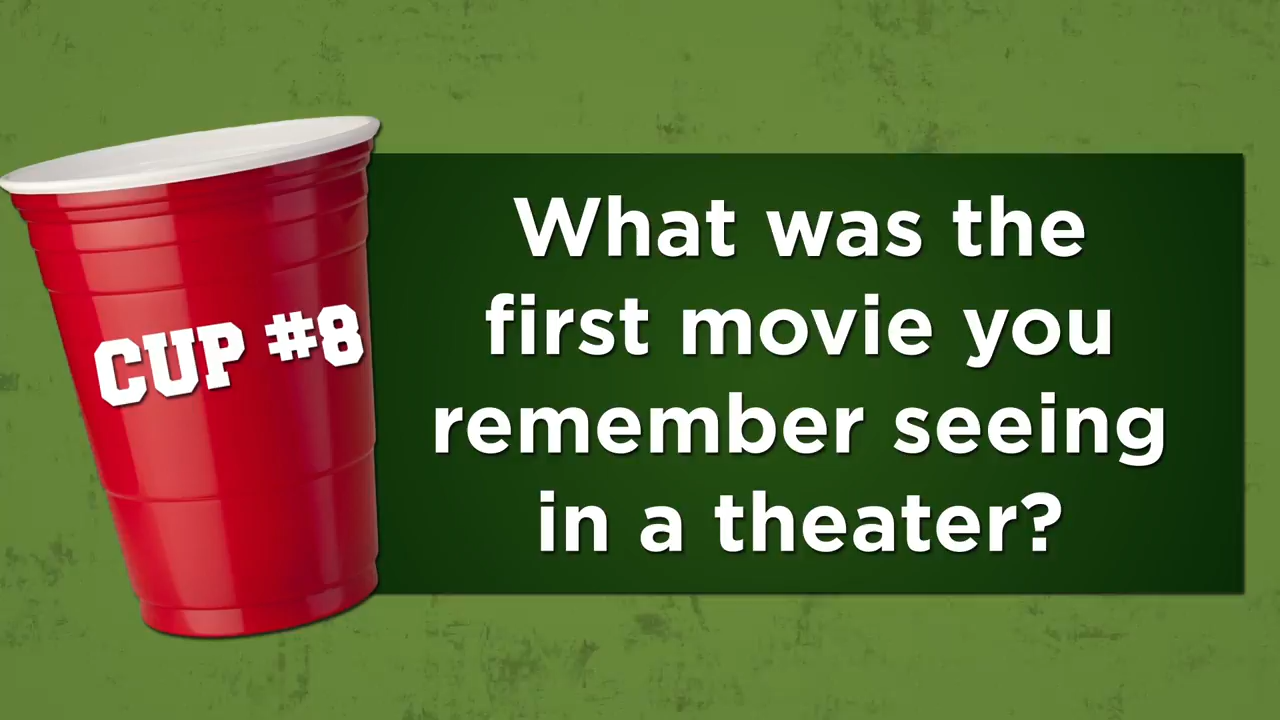 CUP #8
What was the
first movie you
remember seeing
in a theater?